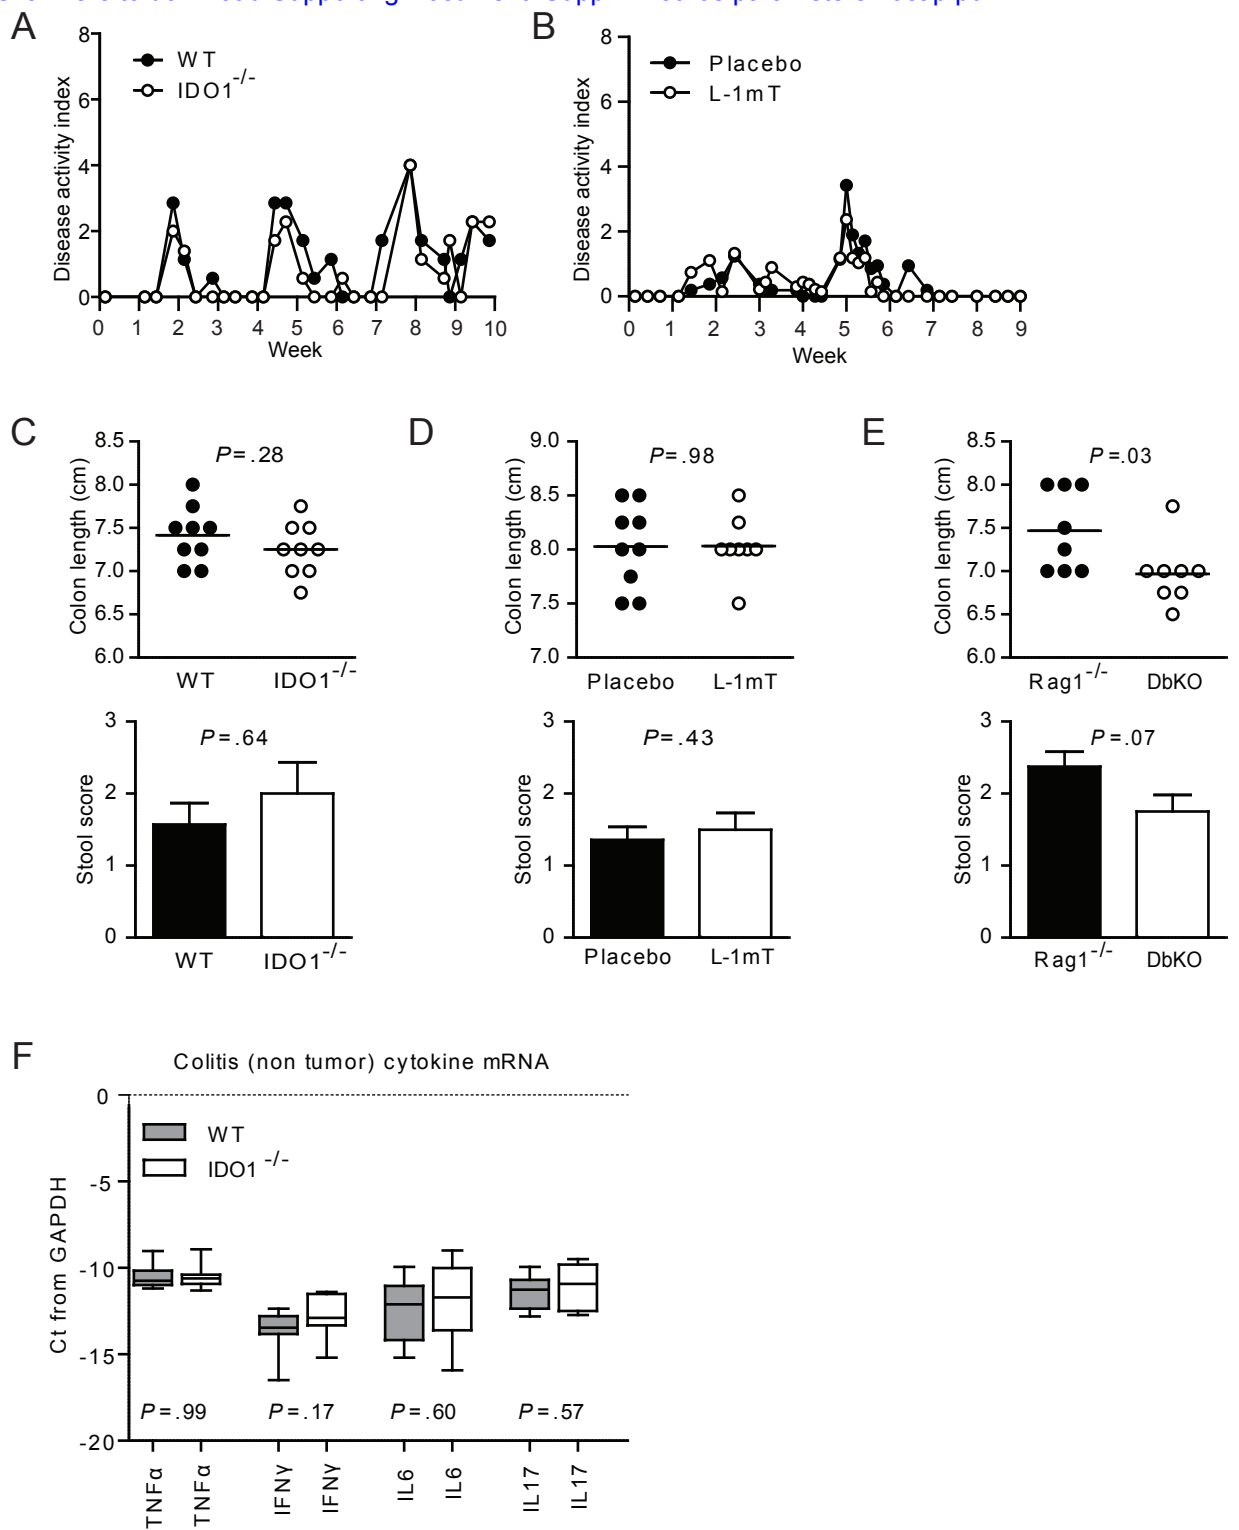 A
8
6
4
2
0
Disease activity index
WT
IDO1-/-
0 1 2 3 4 5 6 7 8 9 10
Week
B
8
6
4
2
0
Disease activity index
Placebo
L-1mT
0 1 2 3 4 5 6 7 8 9
Week
C
8.5
8.0
7.5
7.0
6.5
6.0
Colon length (cm)
P=.28
WT IDO1-/-
3
2
1
0
Stool score
P=.64
WT IDO1-/-
D
9.0
8.5
8.0
7.5
7.0
Colon length (cm)
P=.98
Placebo L-1mT
3
2
1
0
Stool score
P=.43
Placebo L-1mT
E
8.5
8.0
7.5
7.0
6.5
6.0
Colon length (cm)
P=.03
Rag1-/- DbKO
3
2
1
0
Stool score
P=.07
Rag1-/- DbKO
F
Colitis (non tumor) cytokine mRNA
0
-5
-10
-15
-20
Ct from GAPDH
WT
IDO1 -/-
P=.99 P=.17 P=.60 P=.57
TNFα TNFα IFNγ IFNγ IL6 IL6 IL17 IL17